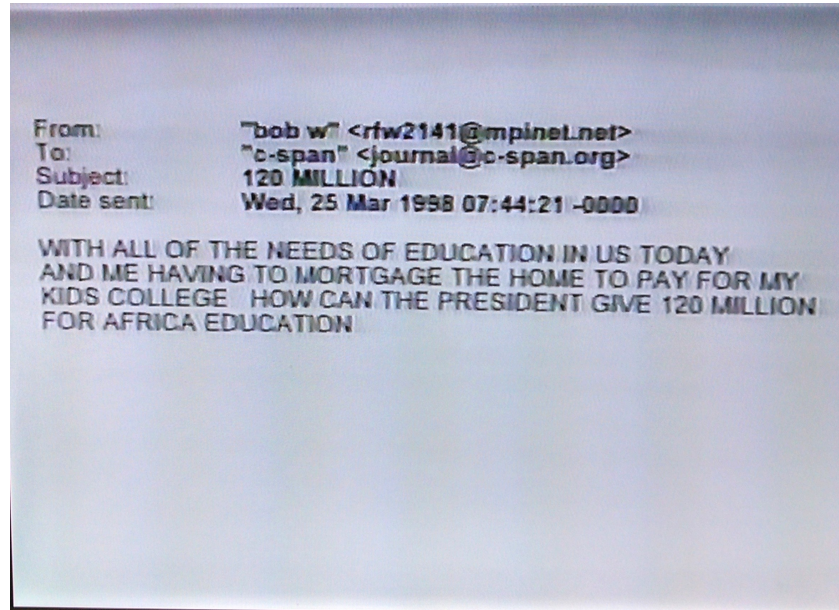 From: "bob w" <rfw2141@mpinet.net>
To: "c-span" <journal@c-span.org>
Subject: 120 MILLION
Date sent: Wed, 25 Mar 1998 07:44:21 -0000
WITH ALL OF THE NEEDS OF EDUCATION IN US TODAY
AND ME HAVING TO MORTGAGE THE HOME TO PAY FOR MY
KIDS COLLEGE HOW CAN THE PRESIDENT GIVE 120 MILLION
FOR AFRICA EDUCATION